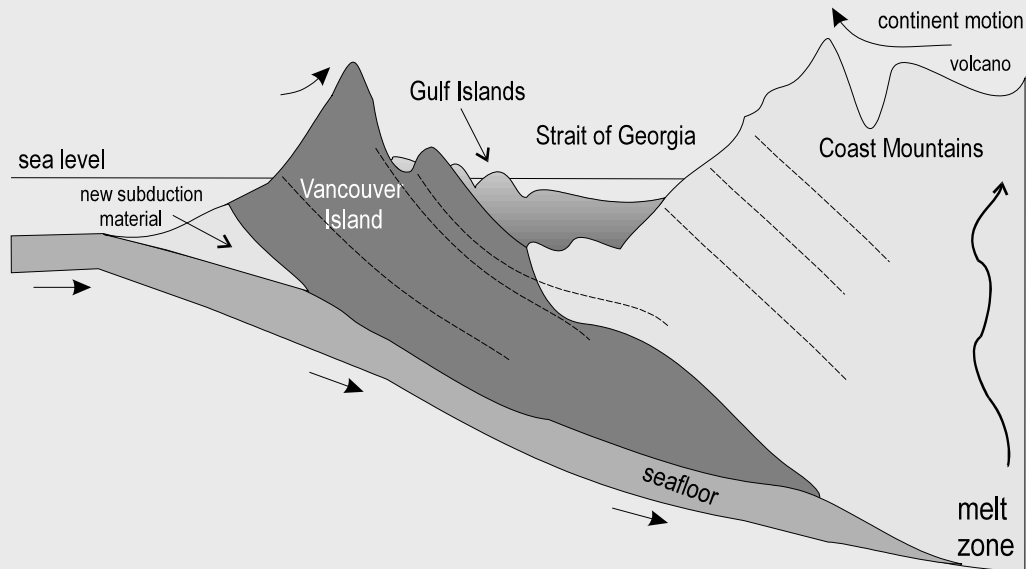 continent motion
volcano
Gulf Islands
Strait of Georgia
Coast Mountains
sea level
new subduction
material
Vancouver
Island
seafloor
melt
zone